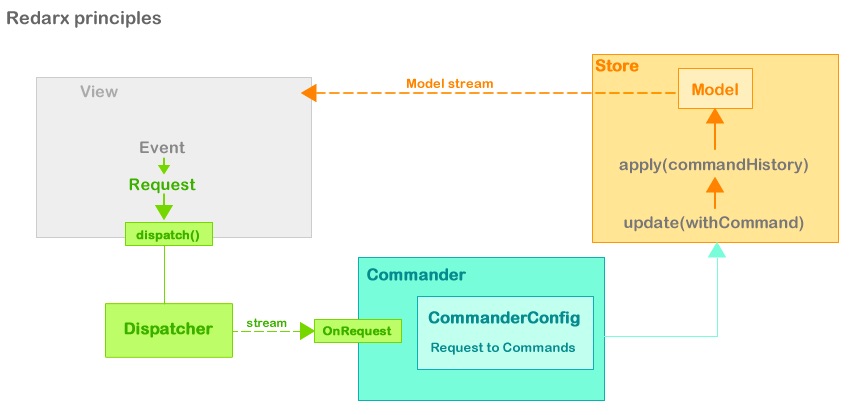 Redarx principles
View
Event
Request
dispatch()
Dispatcher
stream
OnRequest
Commander
CommanderConfig
Request to Commands
Store
Model
apply(commandHistory)
update(withCommand)
Model stream